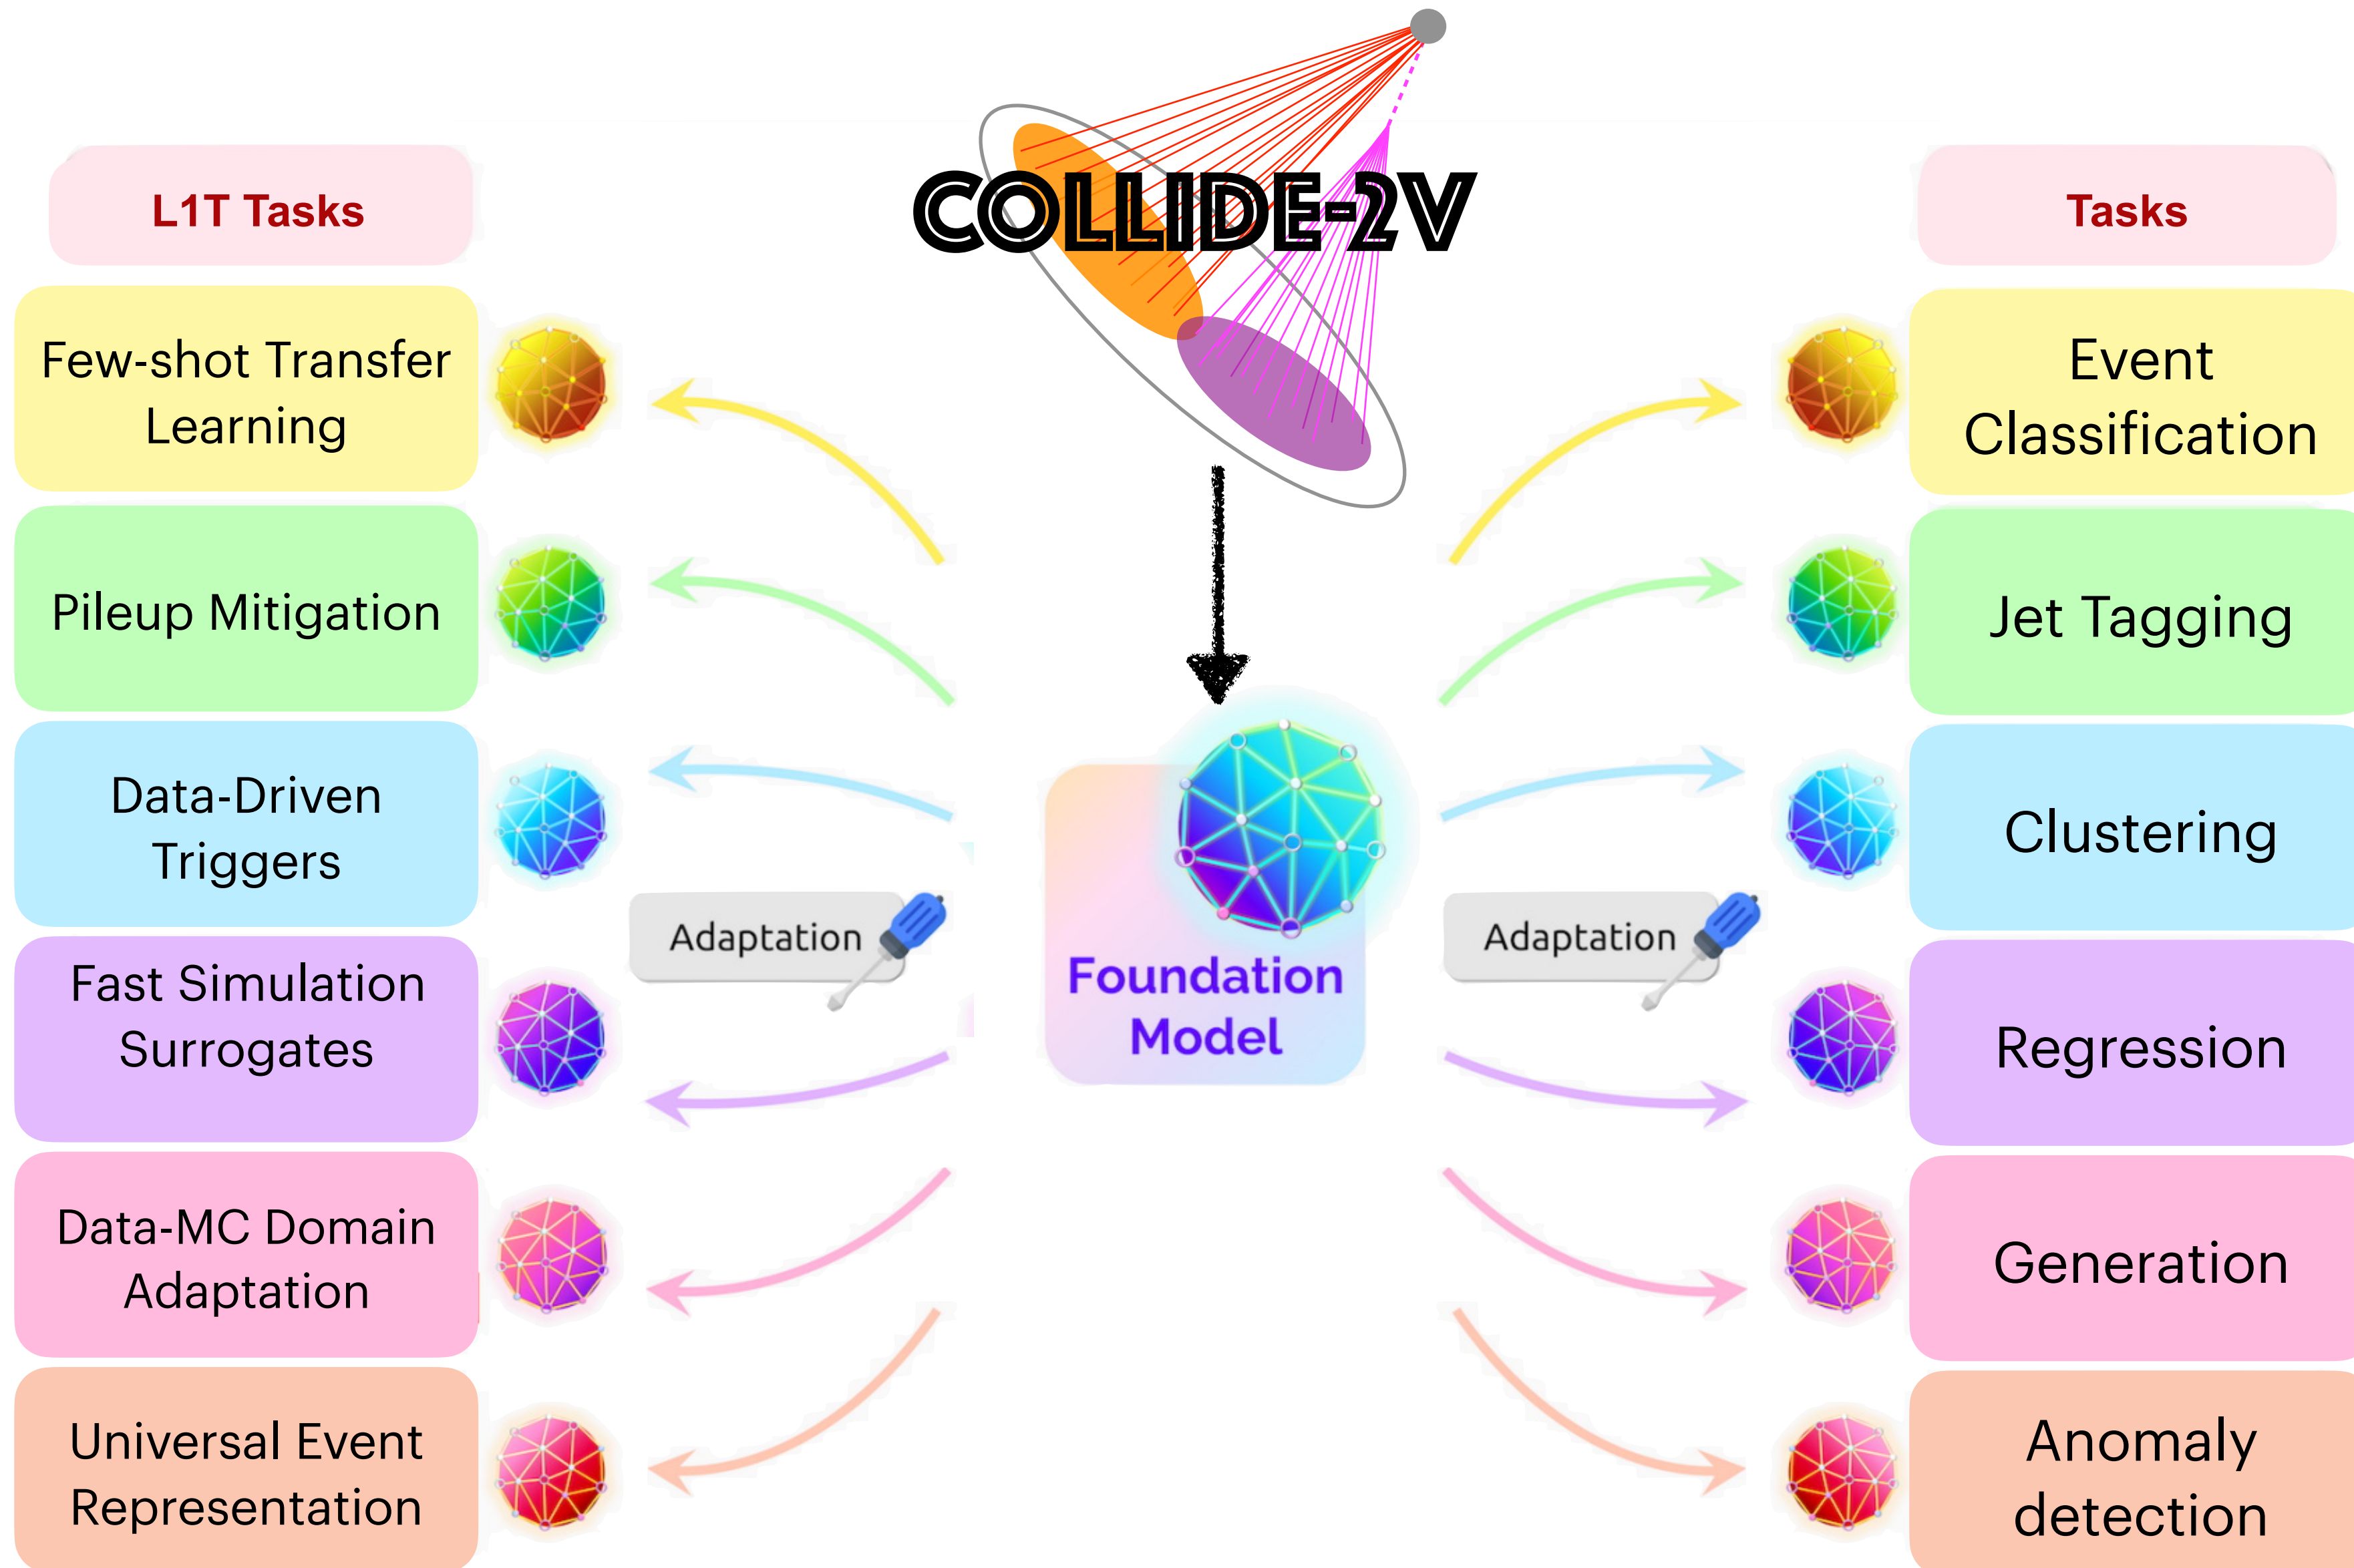 COLLIDE-2V
L1T Tasks
Few-shot Transfer
Learning
Pileup Mitigation
Data-Driven
Triggers
Fast Simulation
Surrogates
Data-MC Domain
Adaptation
Universal Event
Representation
Adaptation
Foundation
Model
Adaptation
Tasks
Event
Classification
Jet Tagging
Clustering
Regression
Generation
Anomaly
detection